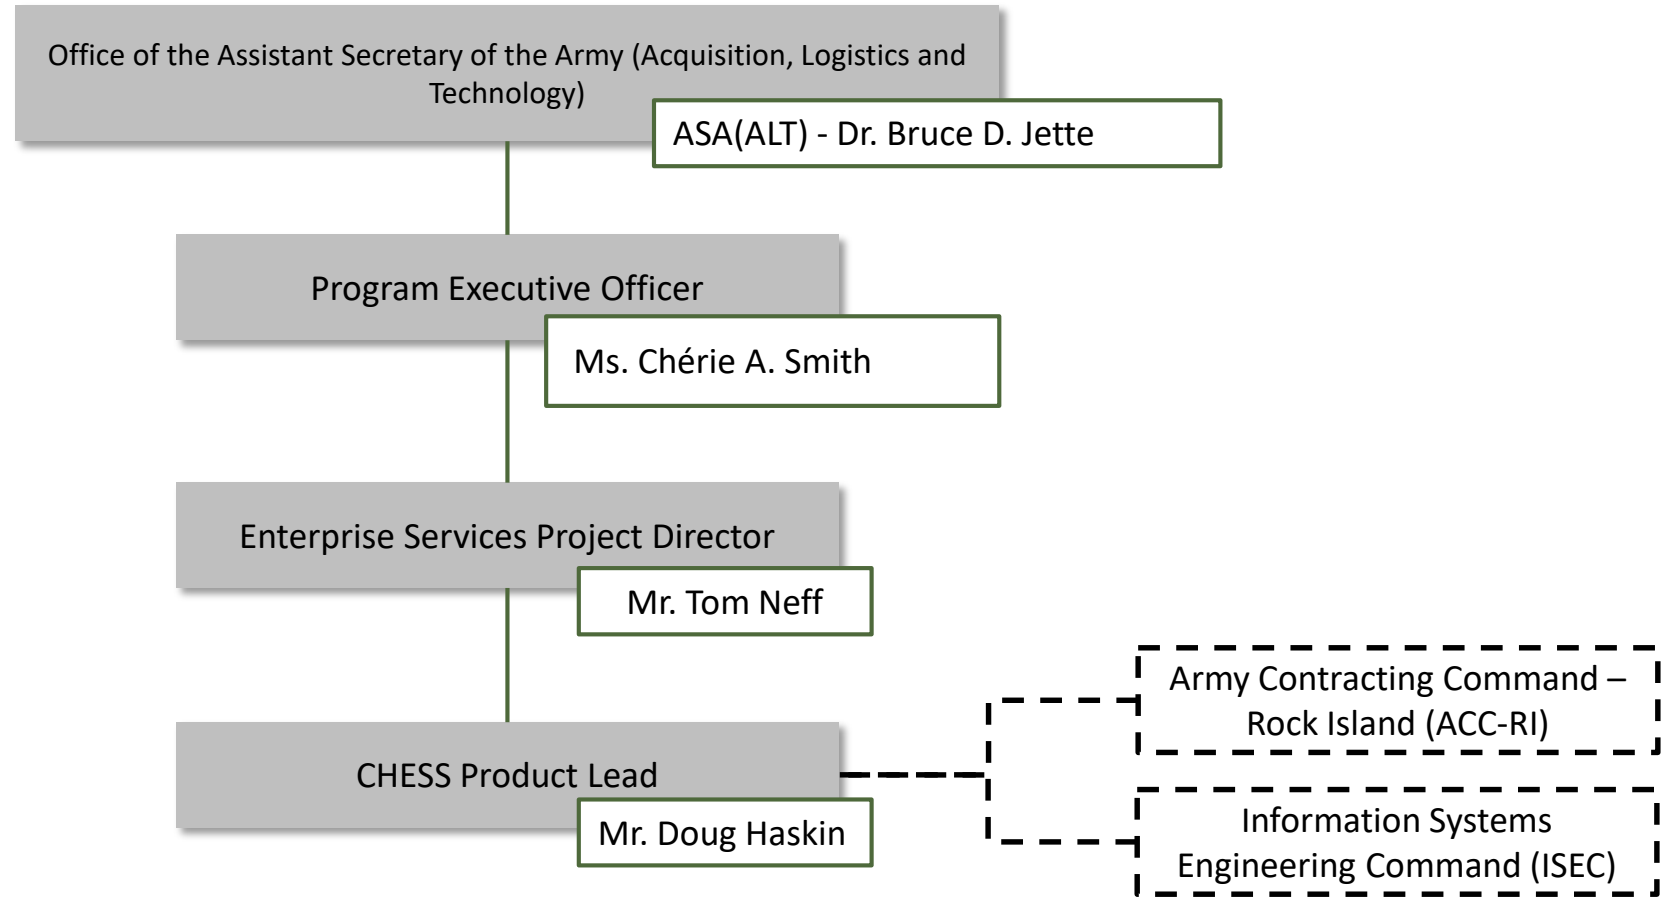 Office of the Assistant Secretary of the Army (Acquisition, Logistics and
Technology)
ASA(ALT) - Dr. Bruce D. Jette
Program Executive Officer
Ms. Chérie A. Smith
Enterprise Services Project Director
Mr. Tom Neff
CHESS Product Lead
Mr. Doug Haskin
Army Contracting Command –
Rock Island (ACC-RI)
Information Systems
Engineering Command (ISEC)